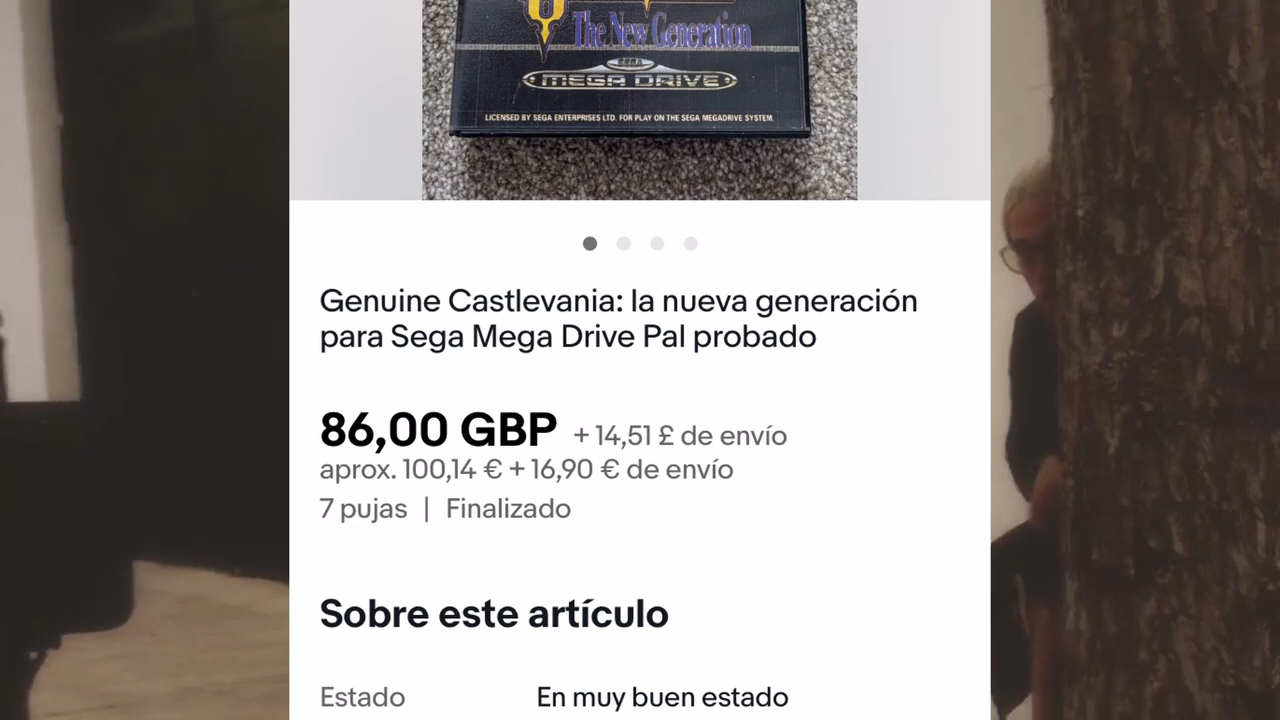 The New Generation
SEGA
MEGA DRIVE
LICENSED BY SEGA ENTERPRISES LTD. FOR PLAY ON THE SEGA MEGADRIVE SYSTEM.
Genuine Castlevania: la nueva generación
para Sega Mega Drive Pal probado
86,00 GBP + 14,51 £ de envío
aprox. 100,14 € + 16,90 € de envío
7 pujas | Finalizado
Sobre este artículo
Estado En muy buen estado